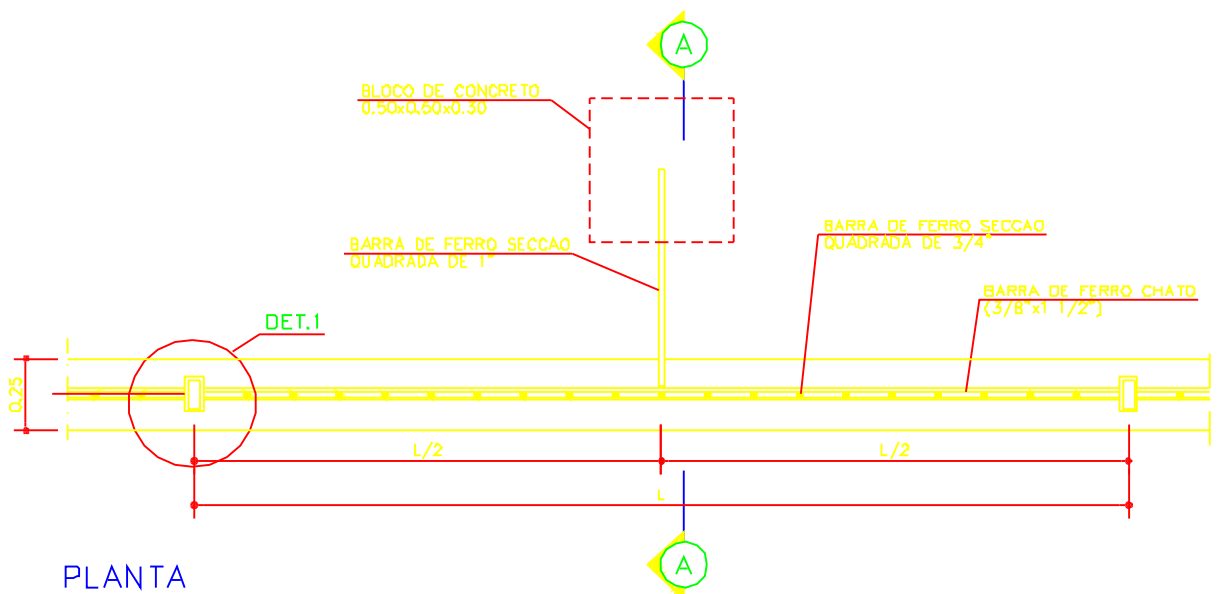 A
BLOCO DE CONCRETO
0,50x0,60x0.30
BARRA DE FERRO SECCAO
QUADRADA DE 3/4"
BARRA DE FERRO SECCAO
QUADRADA DE 1"
BARRA DE FERRO CHATO
(3/8"x1 1/2")
DET.1
0,25
L/2
L/2
L
A
PLANTA